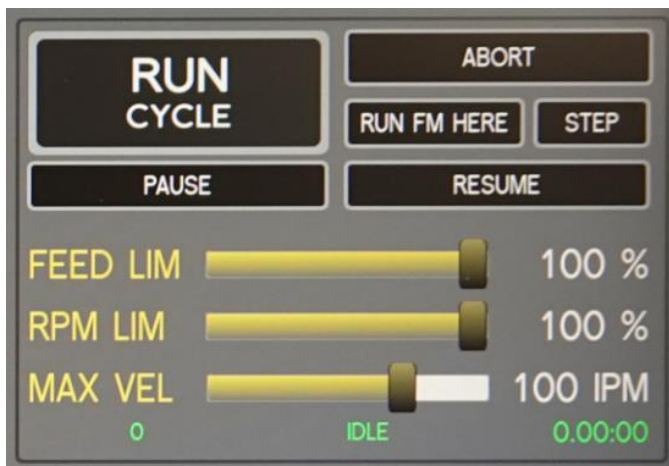 RUN
CYCLE
ABORT
RUN FM HERE
STEP
PAUSE
RESUME
FEED LIM 100 %
RPM LIM 100 %
MAX VEL 100 IPM
0 IDLE 0.00:00